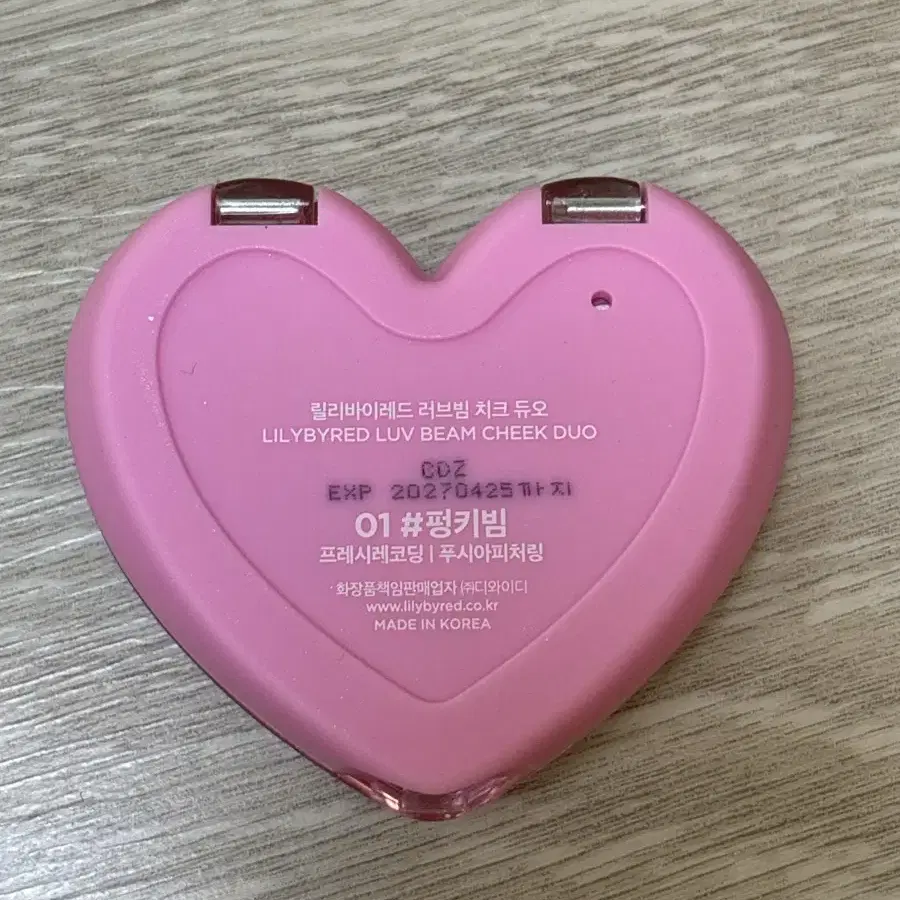 릴리바이레드 러브빔 치크 듀오
LILYBYRED LUV BEAM CHEEK DUO
CDZ
EXP 20270425까지
01 #펑키빔
프레시레코딩 | 푸시아피처링
· 화장품책임판매업자 ㈜디와이디
www.lilybyred.co.kr
MADE IN KOREA